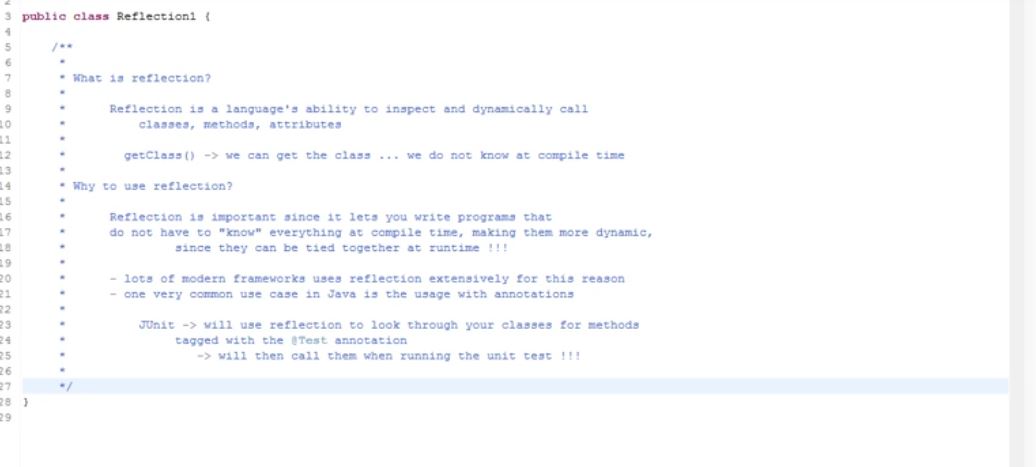 2
3 public class Reflection1 {
4
5 /**
6 *
7 * What is reflection?
8 *
9 * Reflection is a language's ability to inspect and dynamically call
10 * classes, methods, attributes
11 *
12 * getClass() -> we can get the class ... we do not know at compile time
13 *
14 * Why to use reflection?
15 *
16 * Reflection is important since it lets you write programs that
17 * do not have to "know" everything at compile time, making them more dynamic,
18 * since they can be tied together at runtime !!!
19 *
20 * - lots of modern frameworks uses reflection extensively for this reason
21 * - one very common use case in Java is the usage with annotations
22 *
23 * JUnit -> will use reflection to look through your classes for methods
24 * tagged with the @Test annotation
25 * -> will then call them when running the unit test !!!
26 *
27 */
28 }
29